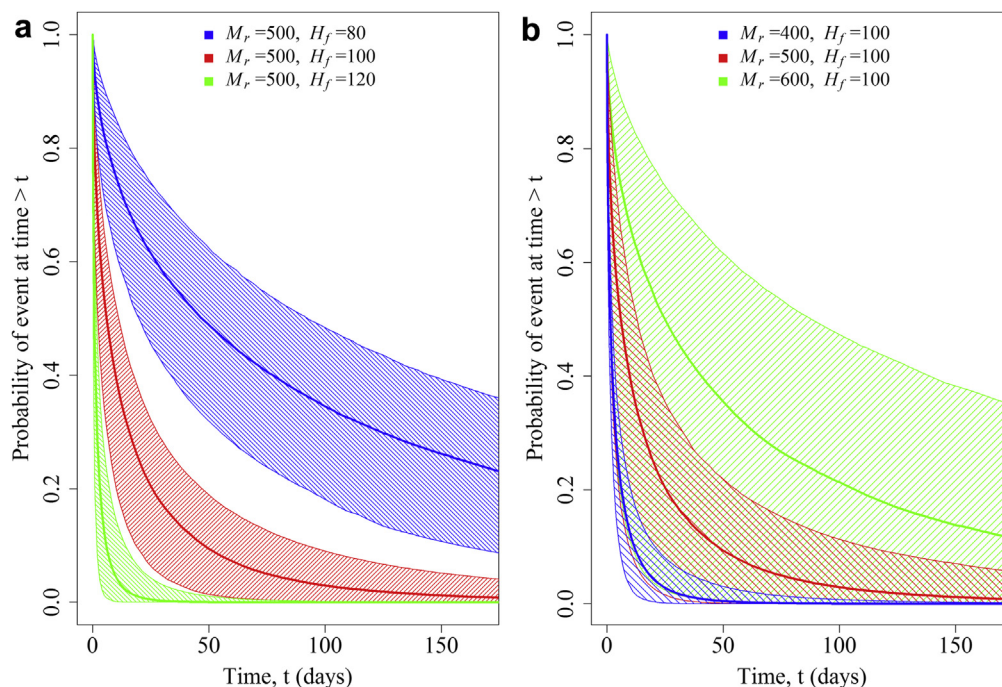 a
M_r =500, H_f =80
M_r =500, H_f =100
M_r =500, H_f =120
Probability of event at time > t
1.0
0.8
0.6
0.4
0.2
0.0
0 50 100 150
Time, t (days)
b
M_r =400, H_f =100
M_r =500, H_f =100
M_r =600, H_f =100
Probability of event at time > t
1.0
0.8
0.6
0.4
0.2
0.0
0 50 100 150
Time, t (days)